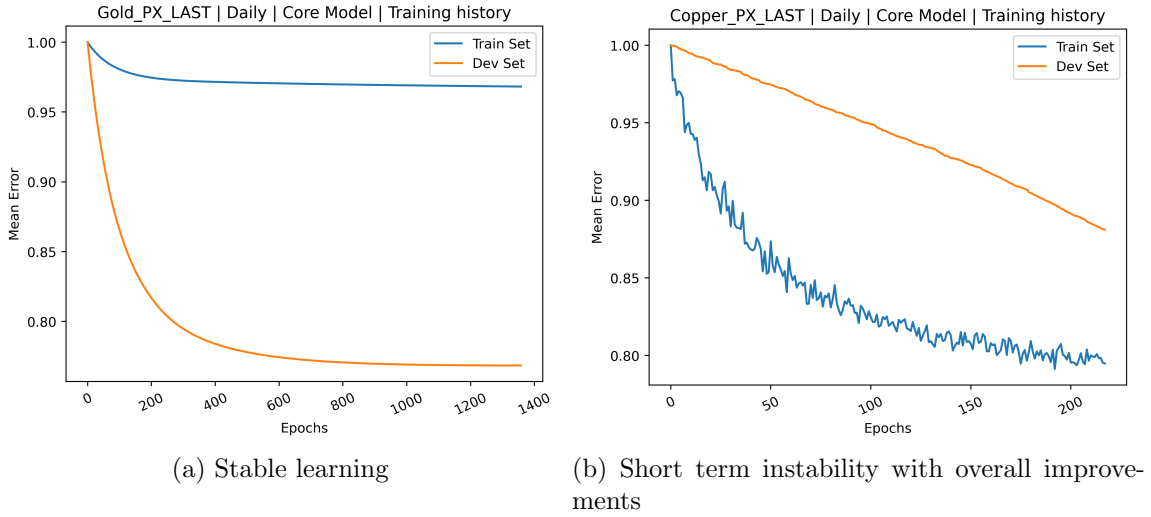 Gold_PX_LAST | Daily | Core Model | Training history
Train Set
Dev Set
Mean Error
1.00
0.95
0.90
0.85
0.80
0
200
400
600
800
1000
1200
1400
Epochs
(a) Stable learning
Copper_PX_LAST | Daily | Core Model | Training history
Train Set
Dev Set
Mean Error
1.00
0.95
0.90
0.85
0.80
0
50
100
150
200
Epochs
(b) Short term instability with overall improve-
ments